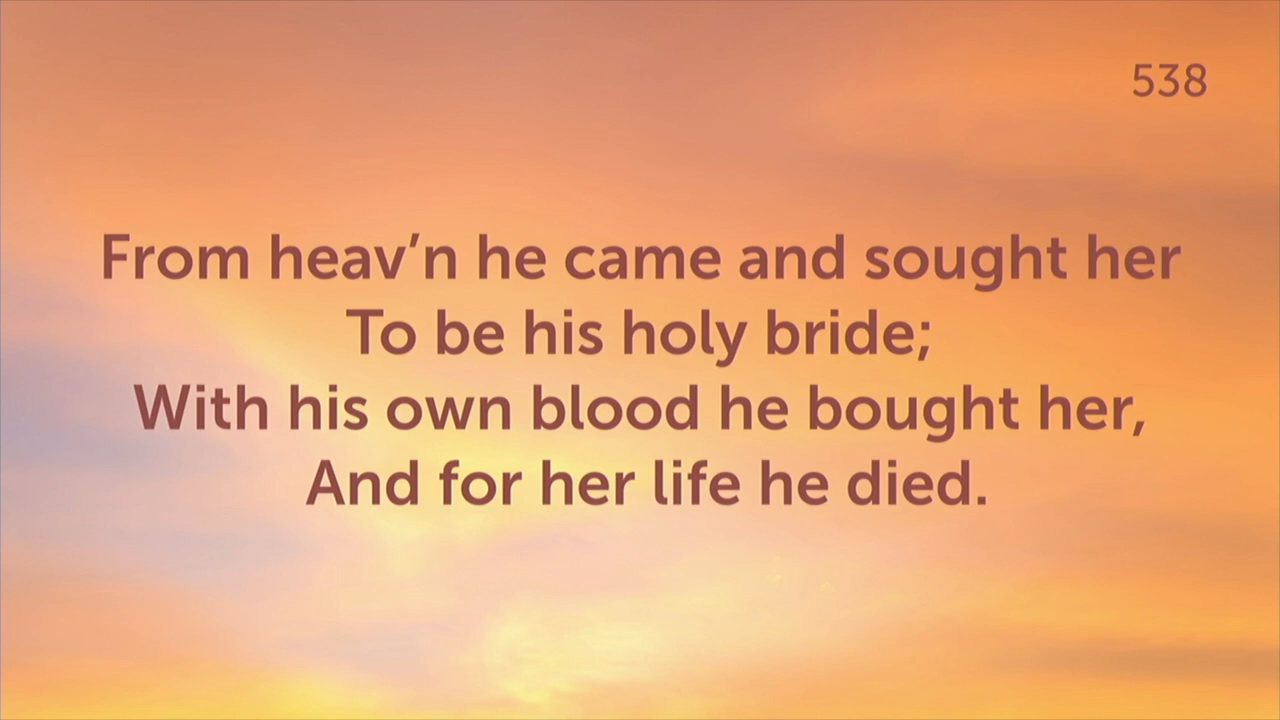 538
From heav’n he came and sought her
To be his holy bride;
With his own blood he bought her,
And for her life he died.